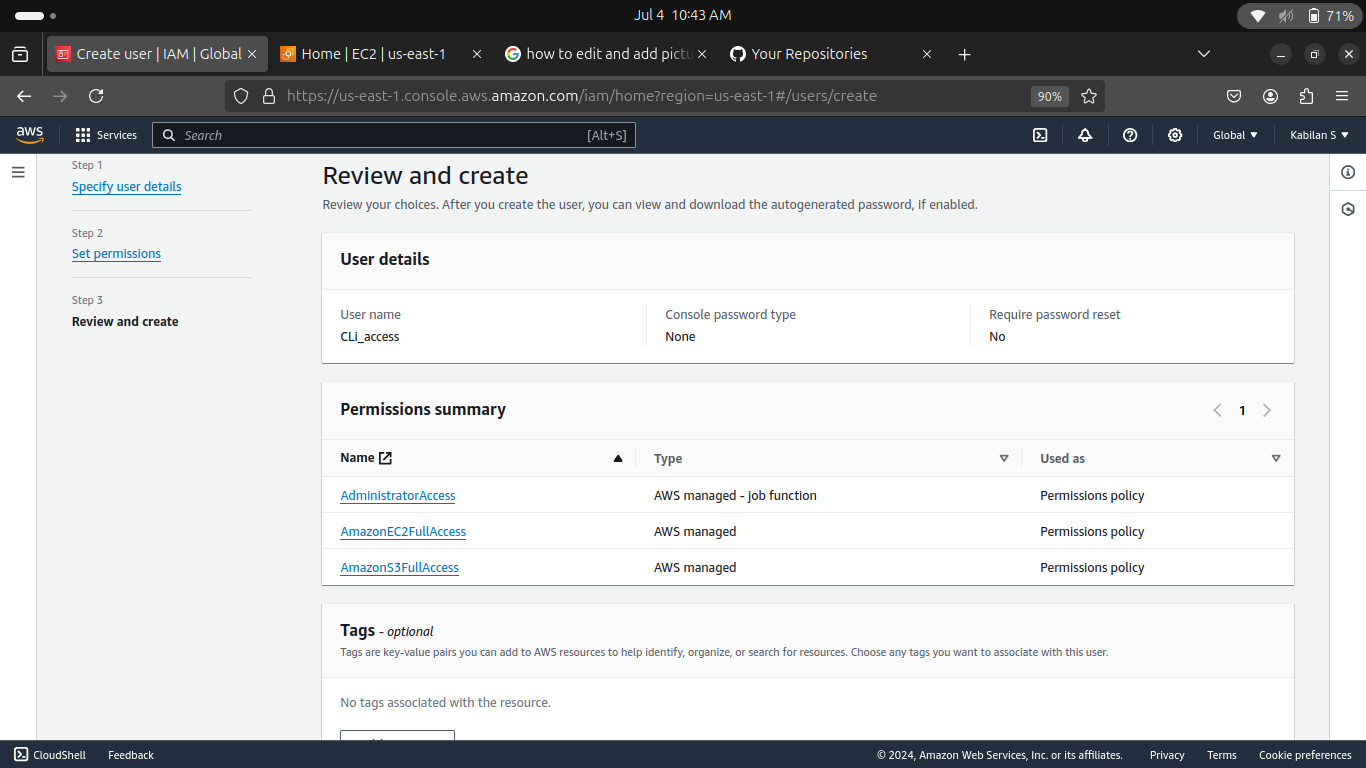 Jul 4 10:43 AM
71%
Create user | IAM | Global
Home | EC2 | us-east-1
how to edit and add pictu
Your Repositories
https://us-east-1.console.aws.amazon.com/iam/home?region=us-east-1#/users/create
90%
aws
Services
Search
[Alt+S]
Global
Kabilan S
Step 1
Specify user details
Step 2
Set permissions
Step 3
Review and create
Review and create
Review your choices. After you create the user, you can view and download the autogenerated password, if enabled.
User details
User name
CLi_access
Console password type
None
Require password reset
No
Permissions summary
1
Name Type Used as
AdministratorAccess AWS managed - job function Permissions policy
AmazonEC2FullAccess AWS managed Permissions policy
AmazonS3FullAccess AWS managed Permissions policy
Tags - optional
Tags are key-value pairs you can add to AWS resources to help identify, organize, or search for resources. Choose any tags you want to associate with this user.
No tags associated with the resource.
CloudShell
Feedback
© 2024, Amazon Web Services, Inc. or its affiliates.
Privacy
Terms
Cookie preferences